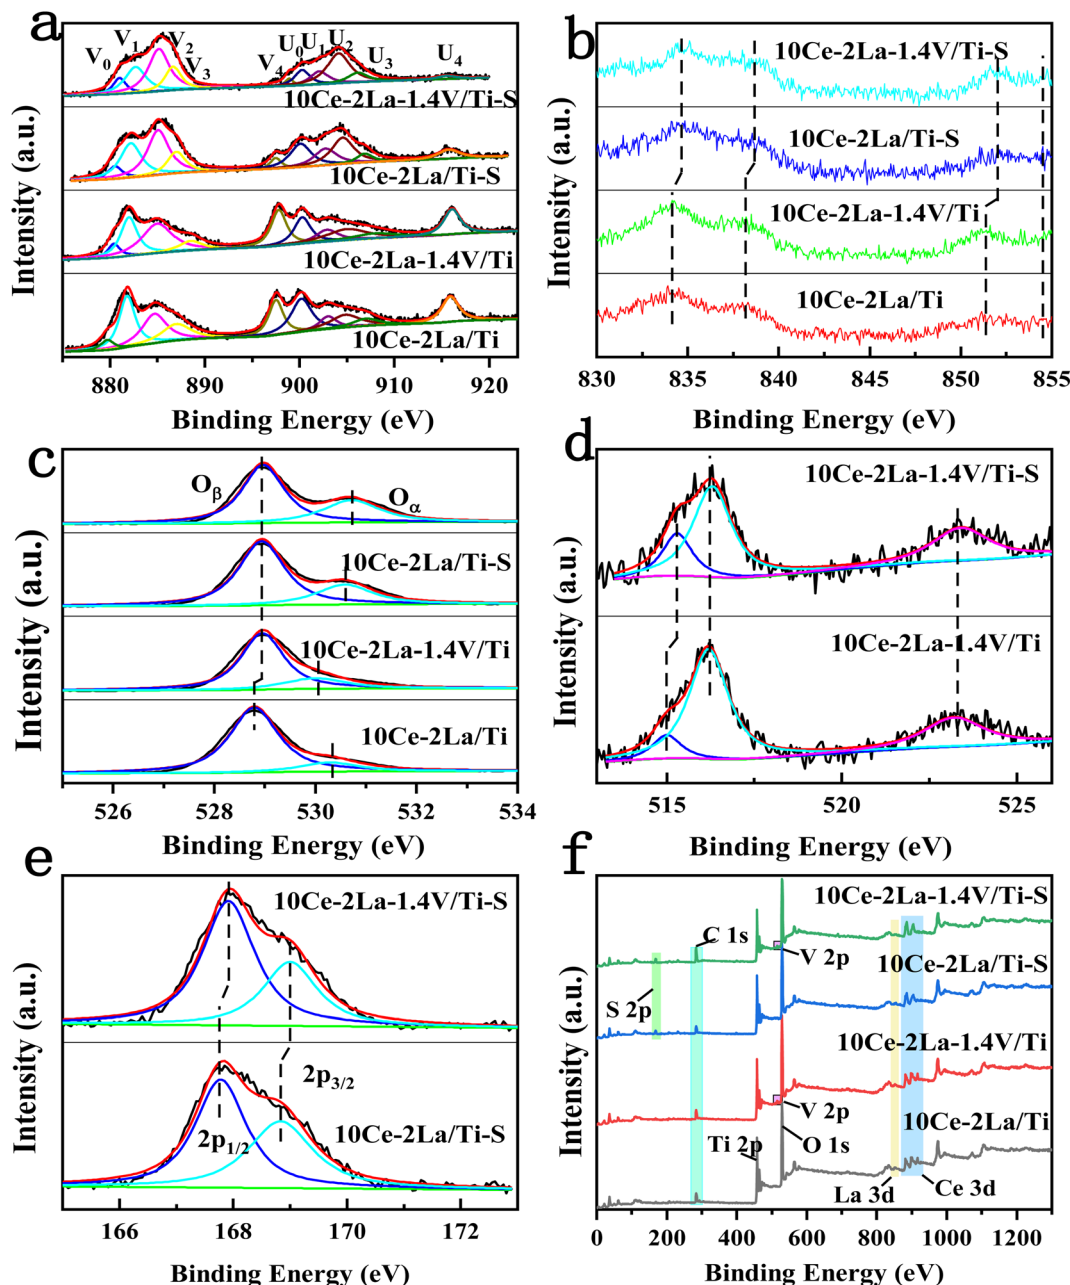 a
V0
V1
V2
V3
V4
U0
U1
U2
U3
U4
10Ce-2La-1.4V/Ti-S
10Ce-2La/Ti-S
10Ce-2La-1.4V/Ti
10Ce-2La/Ti
Intensity (a.u.)
880 890 900 910 920
Binding Energy (eV)
b
10Ce-2La-1.4V/Ti-S
10Ce-2La/Ti-S
10Ce-2La-1.4V/Ti
10Ce-2La/Ti
Intensity (a.u.)
830 835 840 845 850 855
Binding Energy (eV)
c
Oβ
Oα
10Ce-2La/Ti-S
10Ce-2La-1.4V/Ti
10Ce-2La/Ti
Intensity (a.u.)
526 528 530 532 534
Binding Energy (eV)
d
10Ce-2La-1.4V/Ti-S
10Ce-2La-1.4V/Ti
Intensity (a.u.)
515 520 525
Binding Energy (eV)
e
10Ce-2La-1.4V/Ti-S
2p3/2
2p1/2
10Ce-2La/Ti-S
Intensity (a.u.)
166 168 170 172
Binding Energy (eV)
f
10Ce-2La-1.4V/Ti-S
C 1s
V 2p
10Ce-2La/Ti-S
S 2p
10Ce-2La-1.4V/Ti
V 2p
10Ce-2La/Ti
Ti 2p
O 1s
La 3d
Ce 3d
Intensity (a.u.)
0 200 400 600 800 1000 1200
Binding Energy (eV)